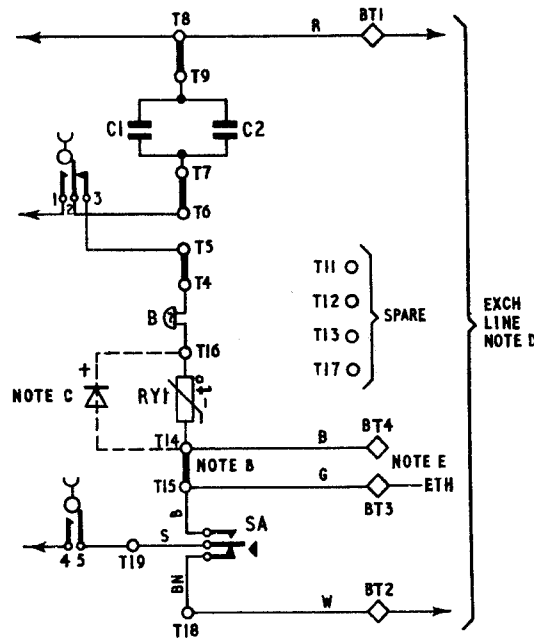 T8
R
BT1
T9
C1
C2
T7
1
2
3
T6
T5
T4
T11
T12
SPARE
T13
T17
EXCH
LINE
NOTE D
B
T16
+
NOTE C
RY1
-t°
T14
B
BT4
NOTE B
NOTE E
T15
G
ETH
BT3
B
SA
S
4
5
T19
BN
W
BT2
T18